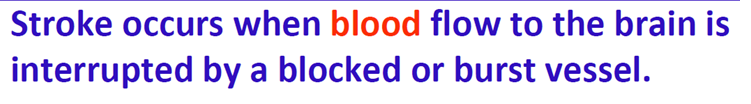 Stroke occurs when blood flow to the brain is
interrupted by a blocked or burst vessel.